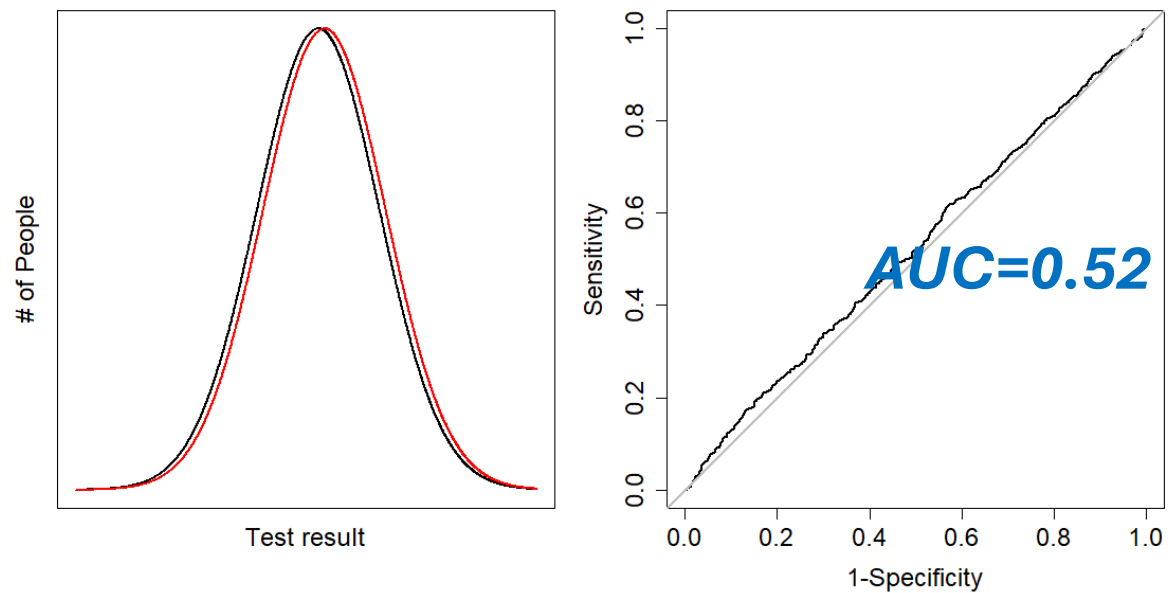 # of People
Test result
Sensitivity
1.0
0.8
0.6
0.4
0.2
0.0
AUC=0.52
0.0 0.2 0.4 0.6 0.8 1.0
1-Specificity